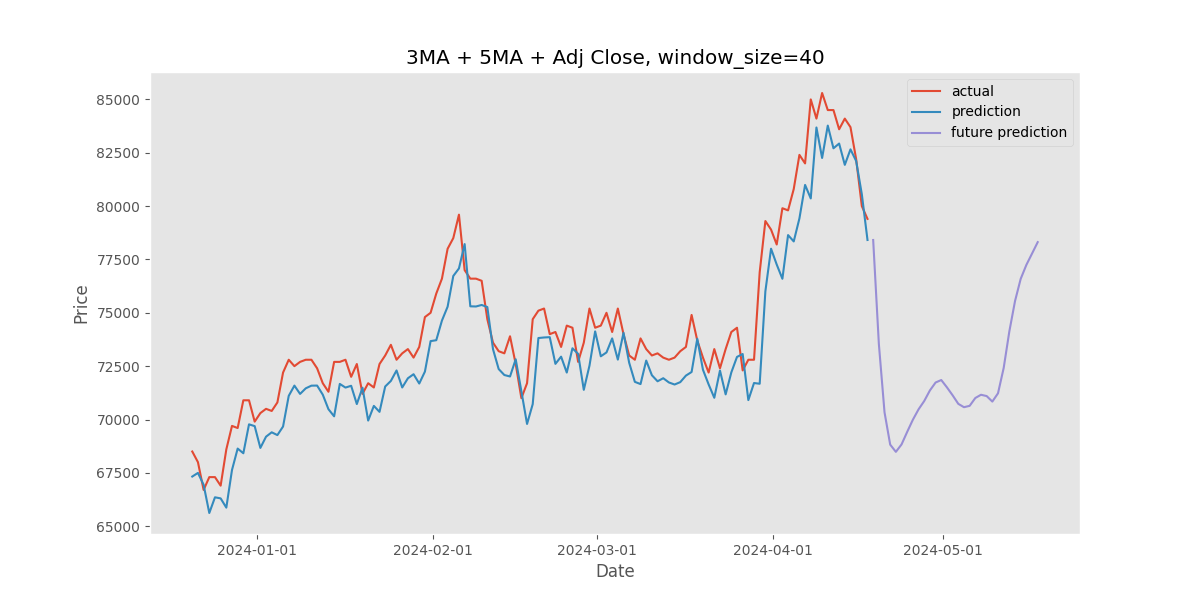 3MA + 5MA + Adj Close, window_size=40
actual
prediction
future prediction
85000
82500
80000
77500
75000
72500
70000
67500
65000
Price
2024-01-01
2024-02-01
2024-03-01
2024-04-01
2024-05-01
Date